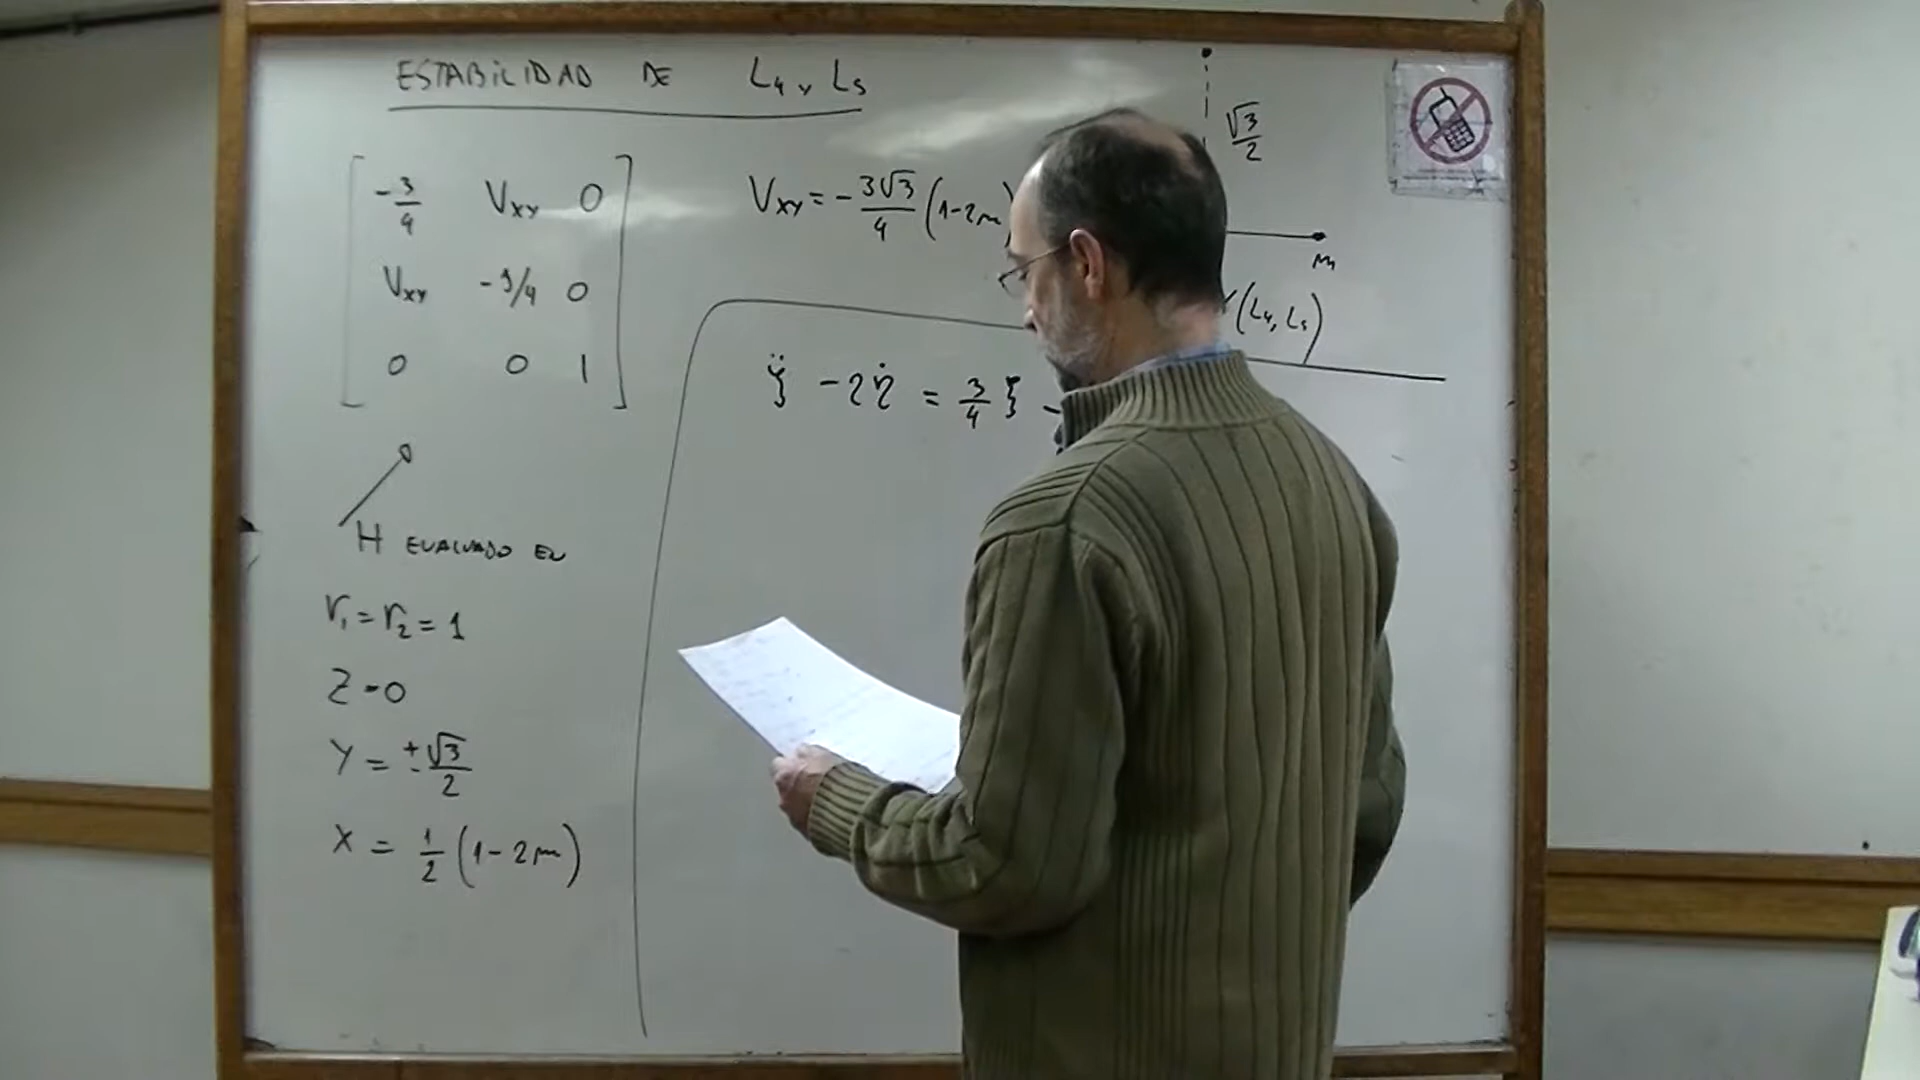 ESTABILIDAD DE L4 y L5
-3/4 Vxy 0
Vxy -9/4 0
0 0 1
Vxy = -3√3/4 (1-2m)
√3/2
m
(L4, L5)
ξ̈ - 2η̇ = 3/4 ξ -
H EVALUADO EN
r1 = r2 = 1
Z = 0
Y = ±√3/2
X = 1/2 (1-2m)